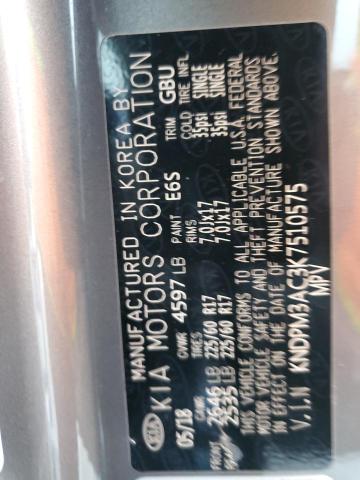 MANUFACTURED IN KOREA BY
KIA KIA MOTORS CORPORATION
05/18 GVWR 4597 LB PAINT E6S TRIM GBU
GAWR TIRE RIMS COLD TIRE INFL.
FRONT 2646 LB 225/60 R17 7.0JX17 35psi SINGLE
2535 LB 225/60 R17 7.0JX17 35psi SINGLE
THIS VEHICLE CONFORMS TO ALL APPLICABLE U.S.A. FEDERAL
MOTOR VEHICLE SAFETY AND THEFT PREVENTION STANDARDS
IN EFFECT ON THE DATE OF MANUFACTURE SHOWN ABOVE.
V.I.N KNDPM3AC3K7510575
MPV